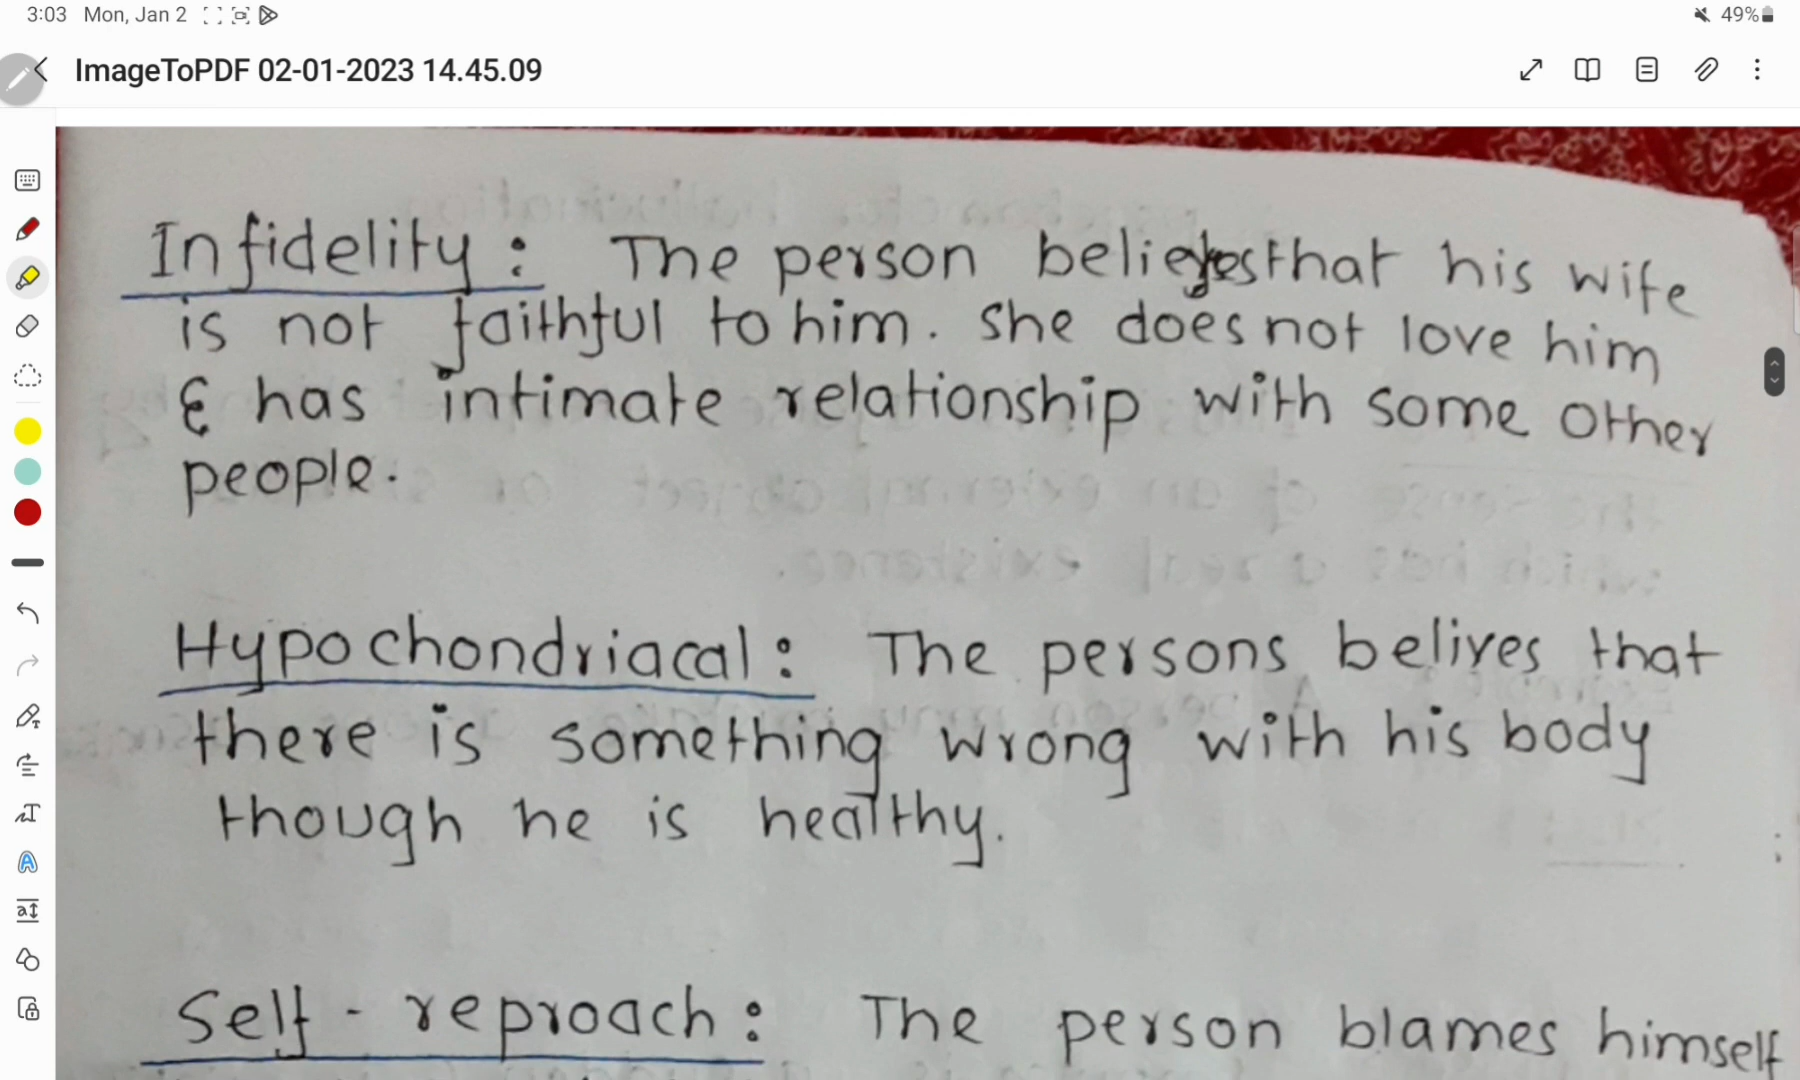 3:03 Mon, Jan 2
49%
ImageToPDF 02-01-2023 14.45.09
Infidelity : The person believes that his wife
is not faithful to him. She does not love him
& has intimate relationship with some other
people.
Hypochondriacal : The persons belives that
there is something wrong with his body
though he is healthy.
Self - reproach : The person blames himself